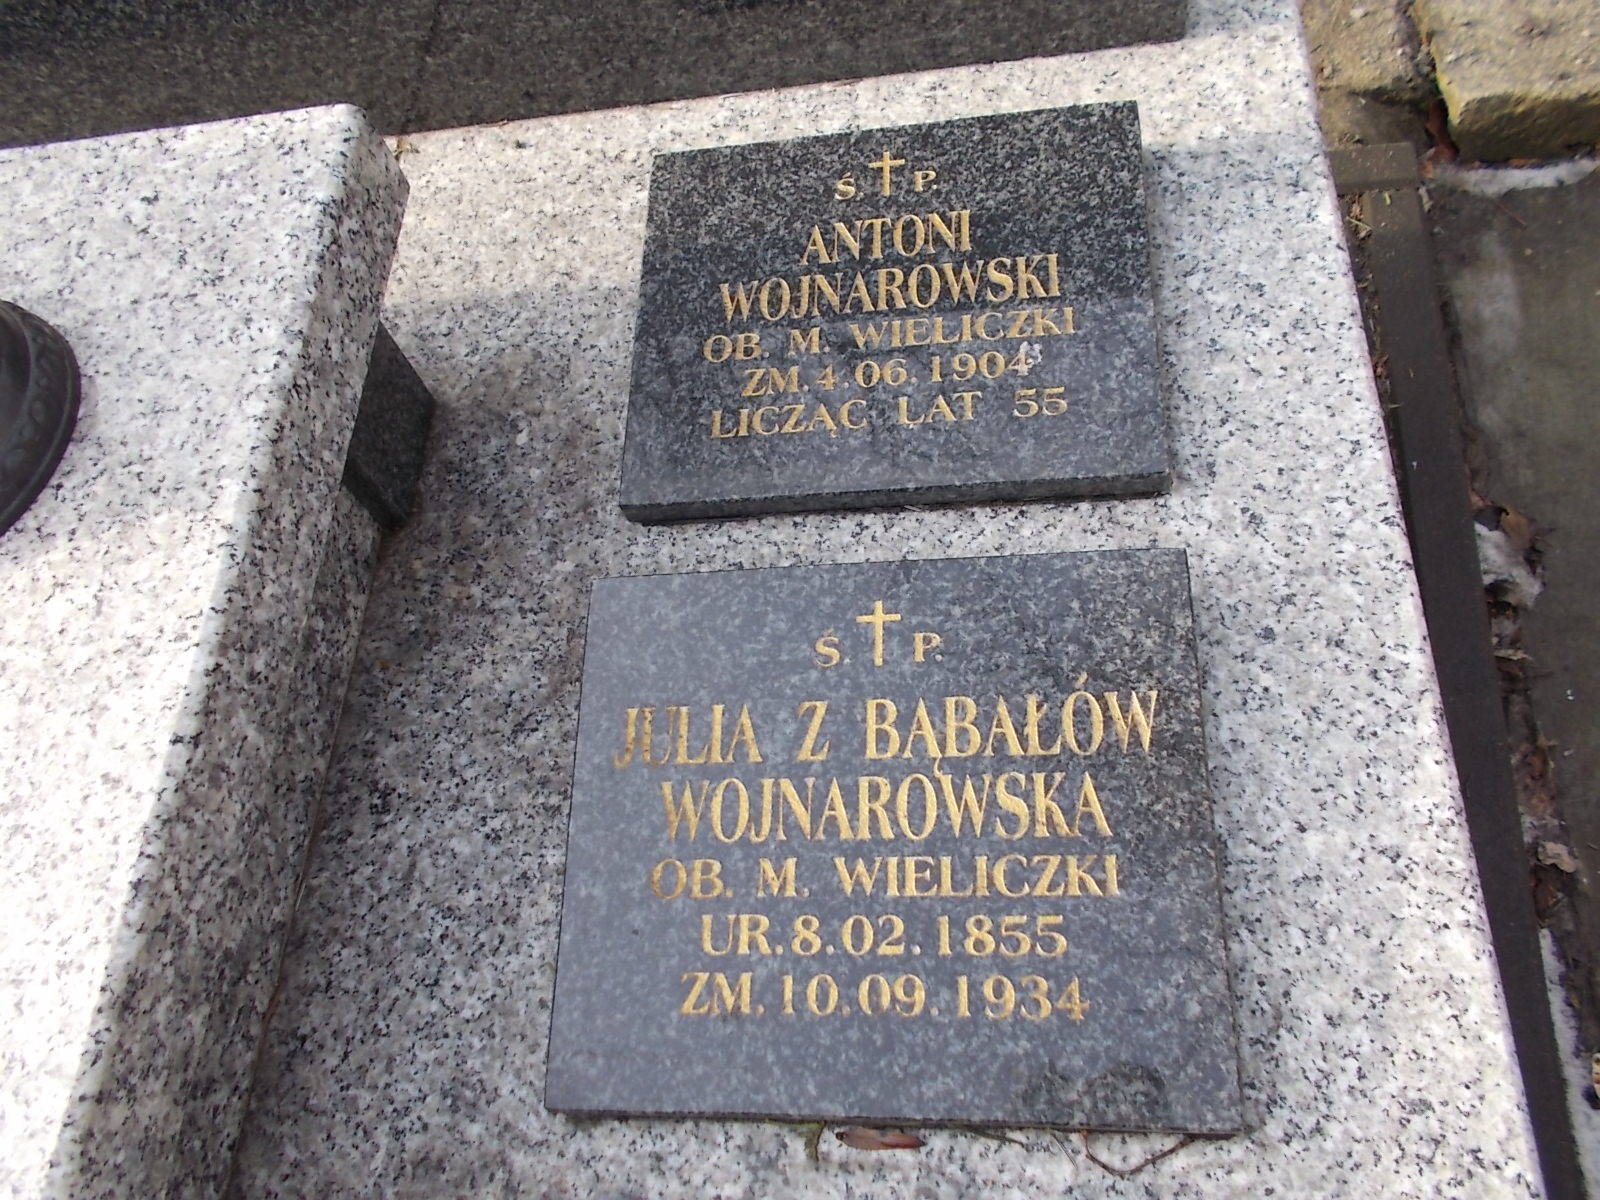 Ś. P.
ANTONI
WOJNAROWSKI
OB. M. WIELICZKI
ZM. 4.06.1904
LICZĄC LAT 55
Ś. P.
JULIA Z BĄBAŁÓW
WOJNAROWSKA
OB. M. WIELICZKI
UR. 8.02.1855
ZM. 10.09.1934